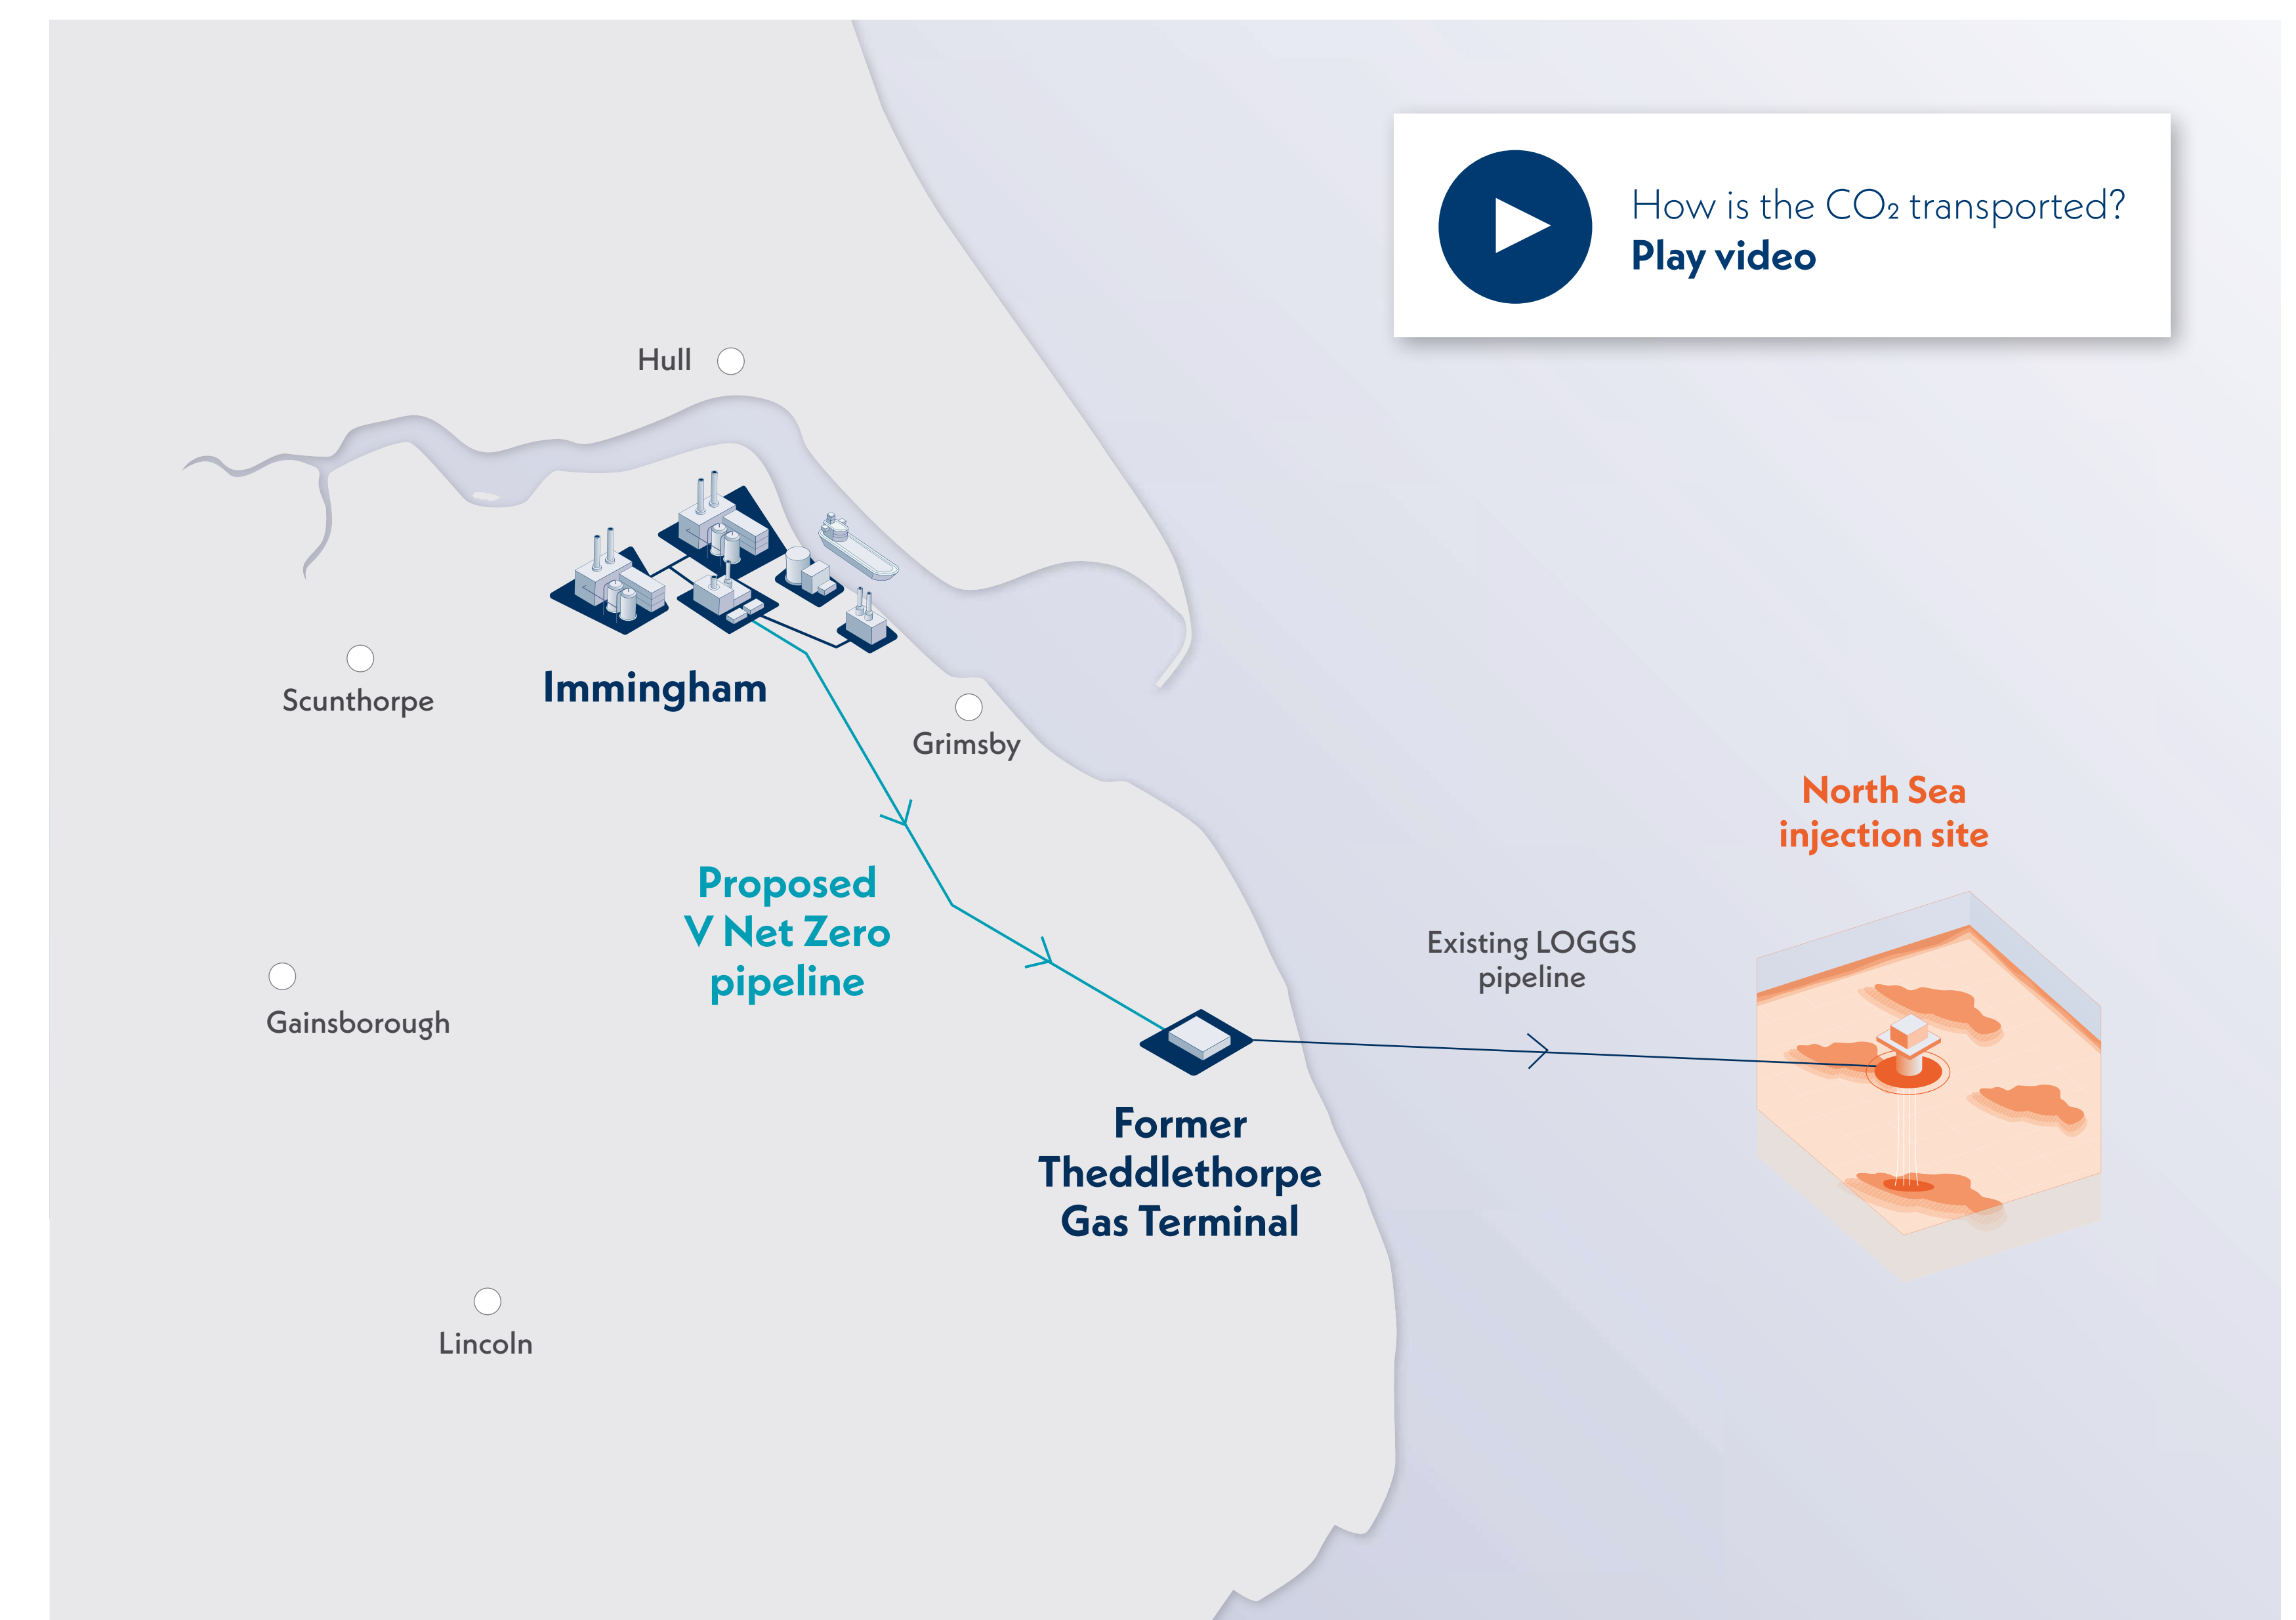 How is the CO₂ transported?
Play video
Hull
Immingham
Scunthorpe
Grimsby
North Sea
injection site
Proposed
V Net Zero
pipeline
Existing LOGGS
pipeline
Gainsborough
Former
Theddlethorpe
Gas Terminal
Lincoln